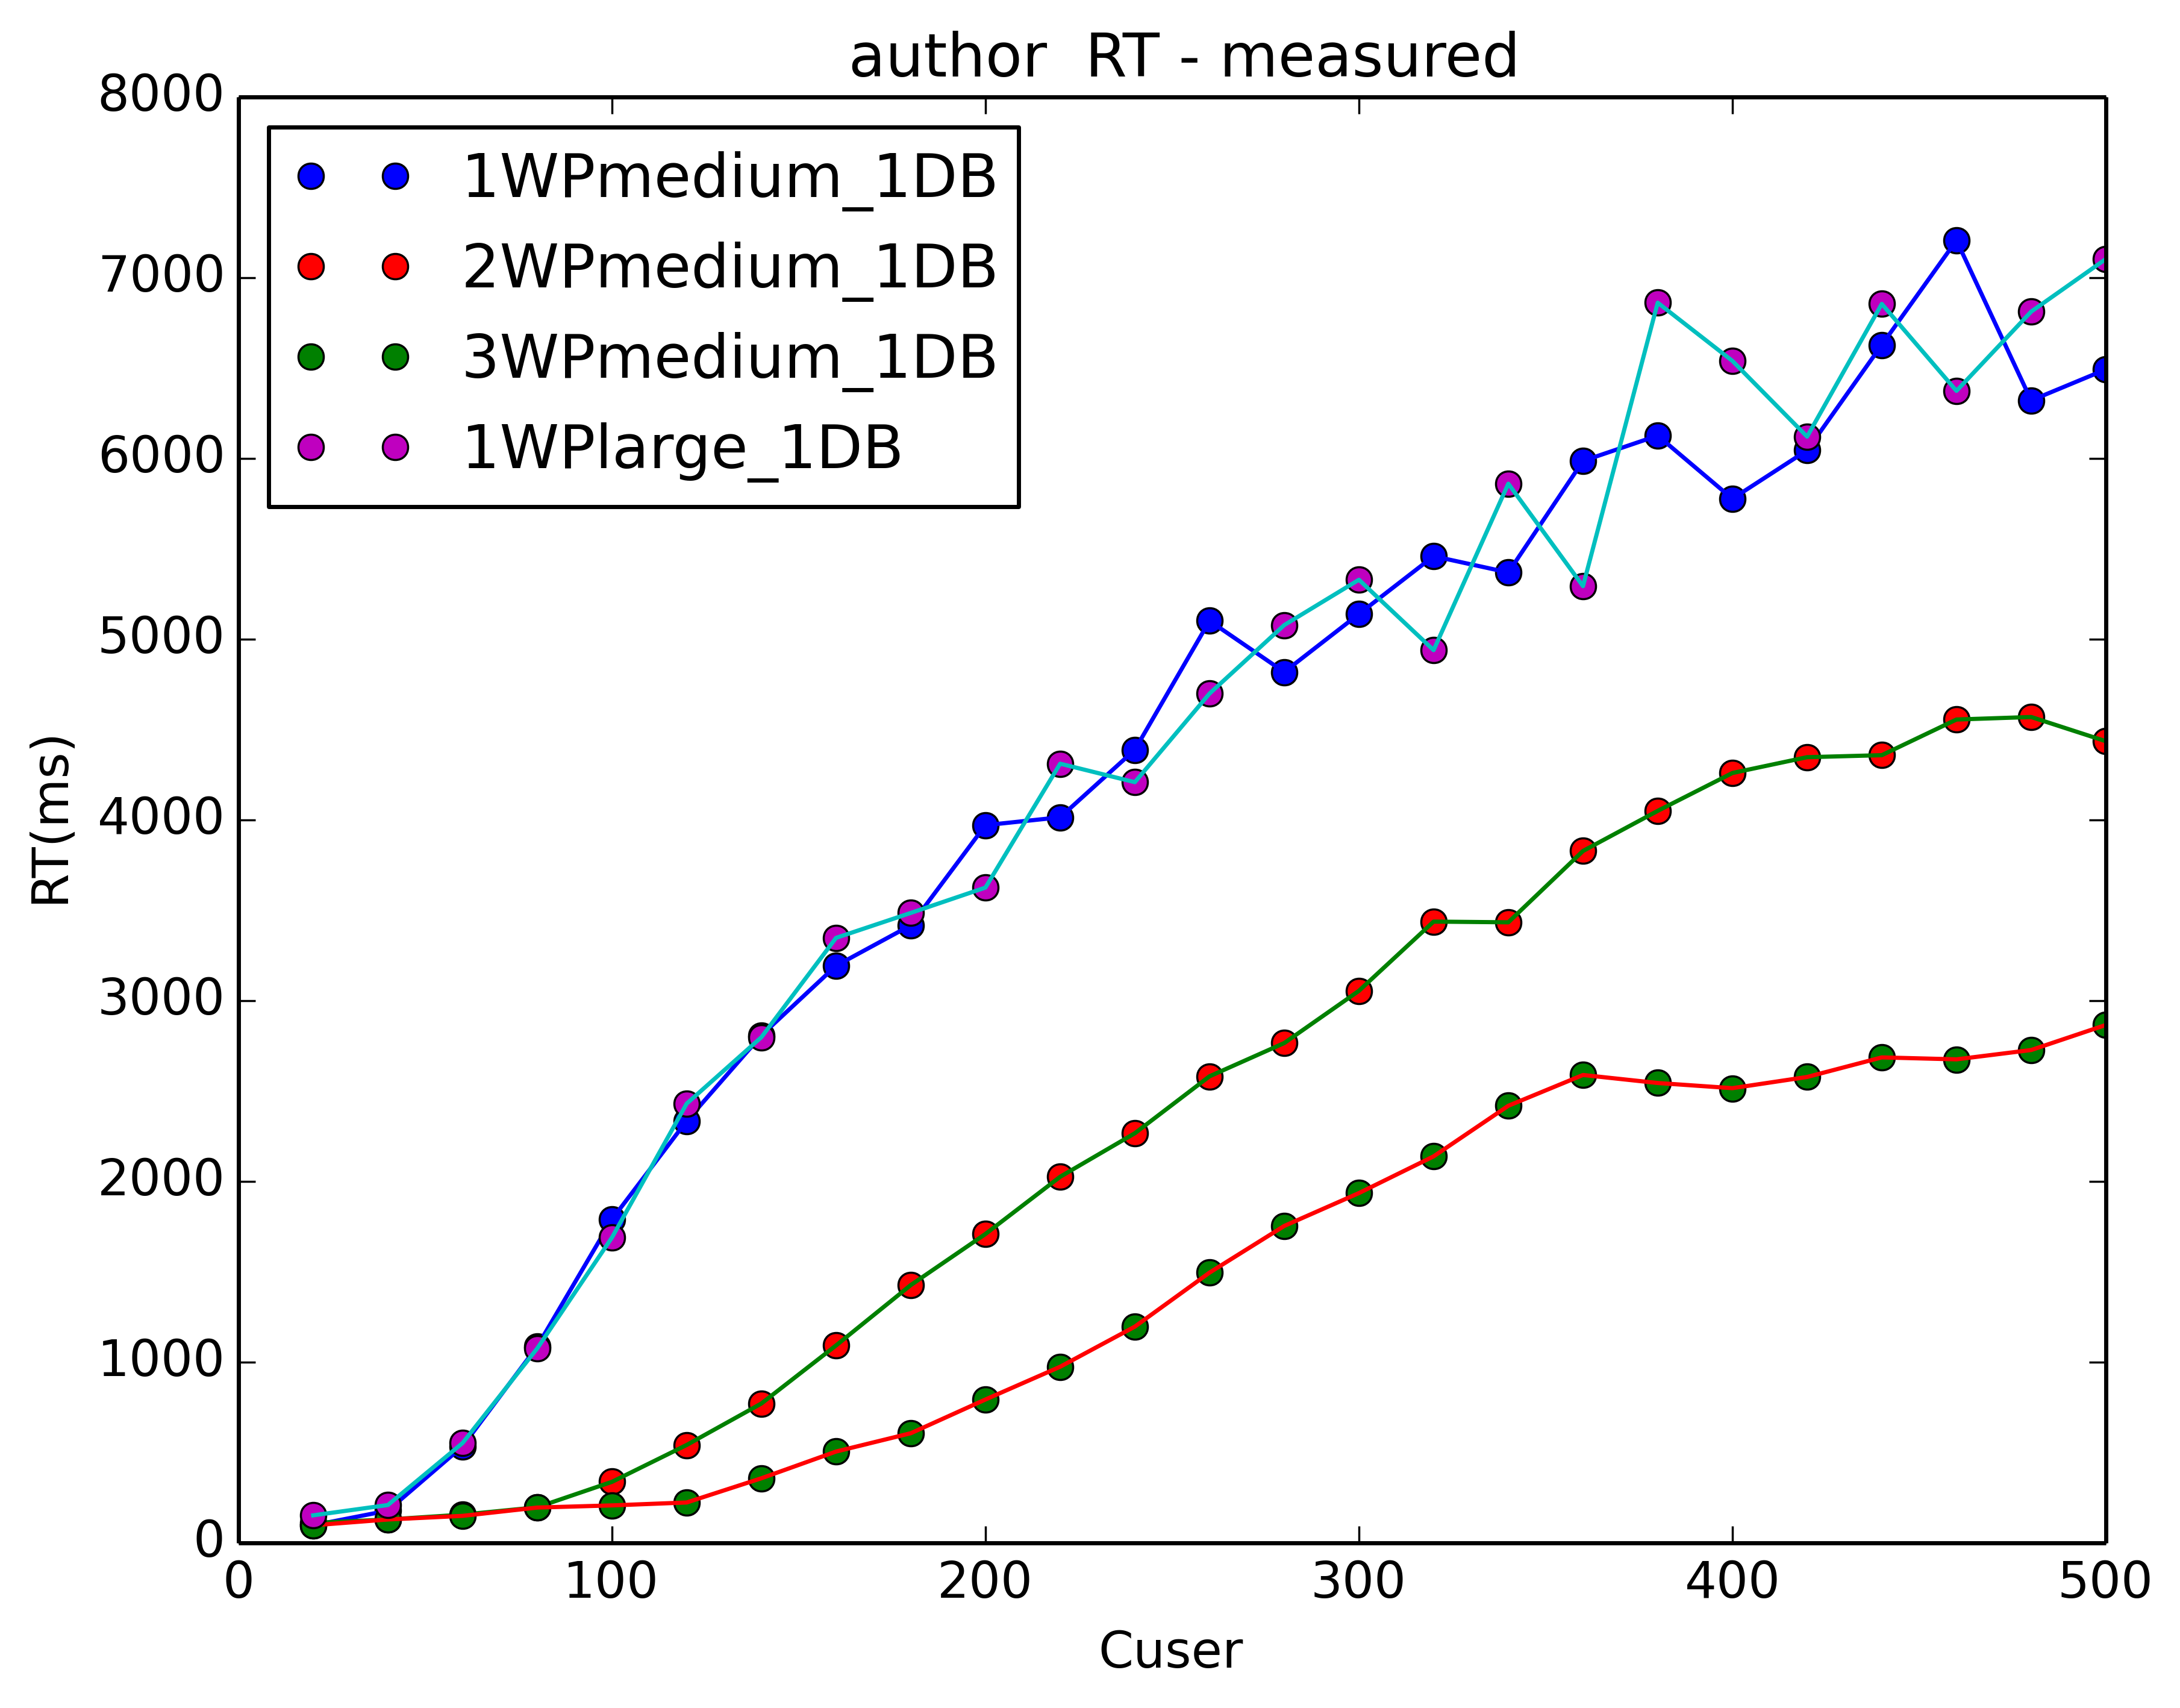 author  RT - measured
8000
7000
6000
5000
4000
3000
2000
1000
0
RT(ms)
1WPmedium_1DB
2WPmedium_1DB
3WPmedium_1DB
1WPlarge_1DB
0 100 200 300 400 500
Cuser